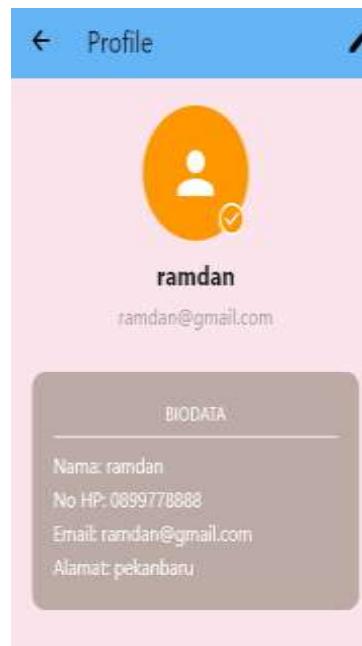 Profile
ramdan
ramdan@gmail.com
BIODATA
Nama: ramdan
No HP: 0899778888
Email: ramdan@gmail.com
Alamat: pekanbaru